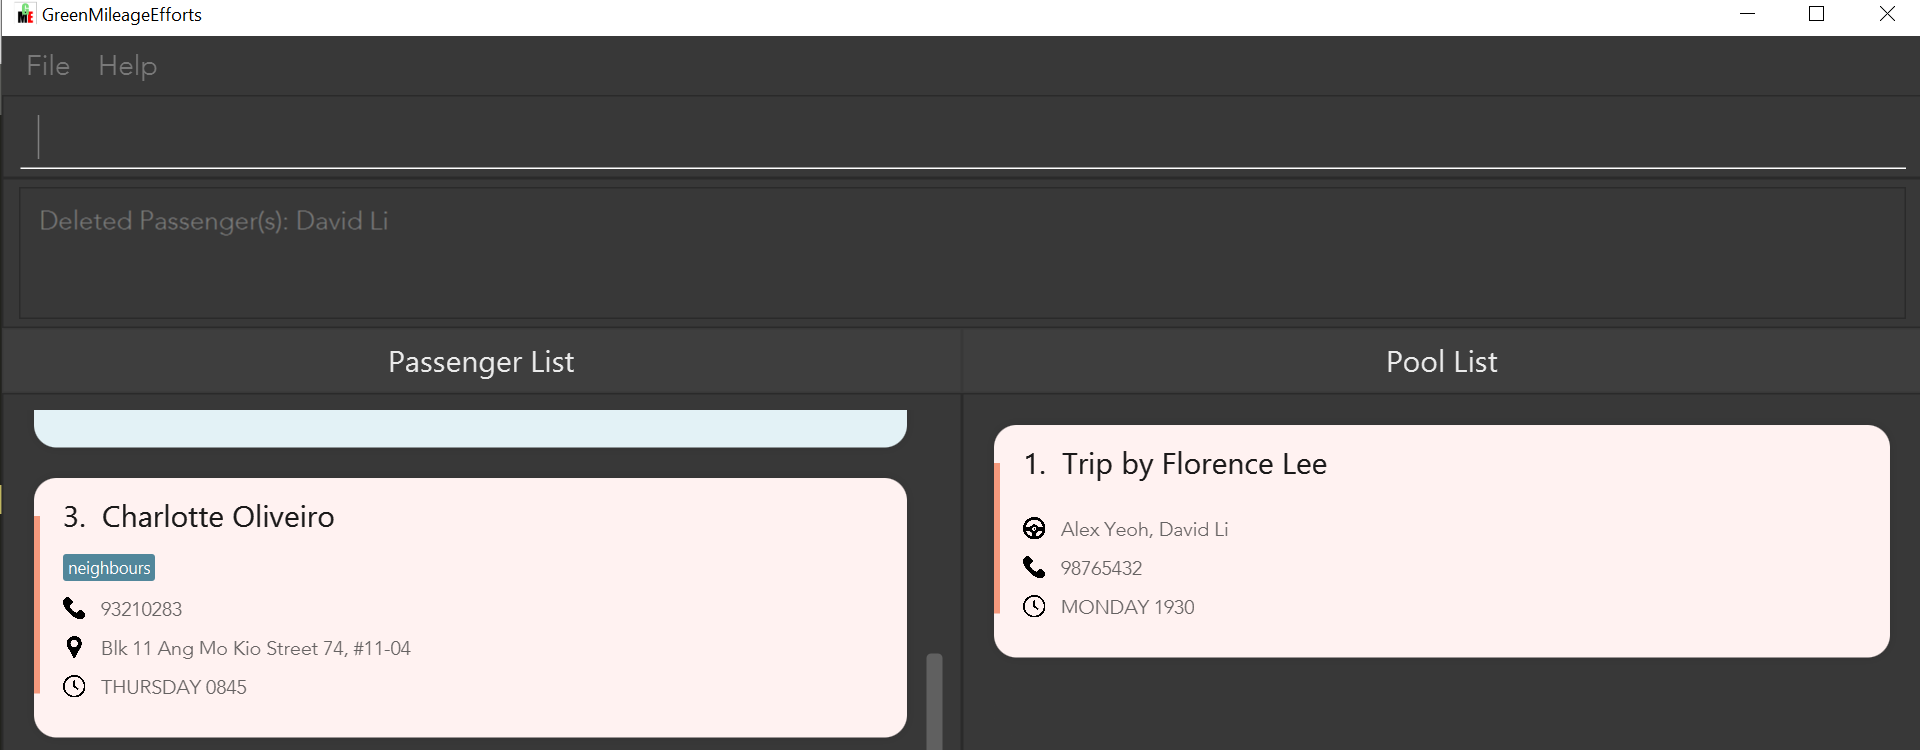 GME GreenMileageEfforts
File Help
Deleted Passenger(s): David Li
Passenger List
Pool List
3. Charlotte Oliveiro
neighbours
93210283
Blk 11 Ang Mo Kio Street 74, #11-04
THURSDAY 0845
1. Trip by Florence Lee
Alex Yeoh, David Li
98765432
MONDAY 1930